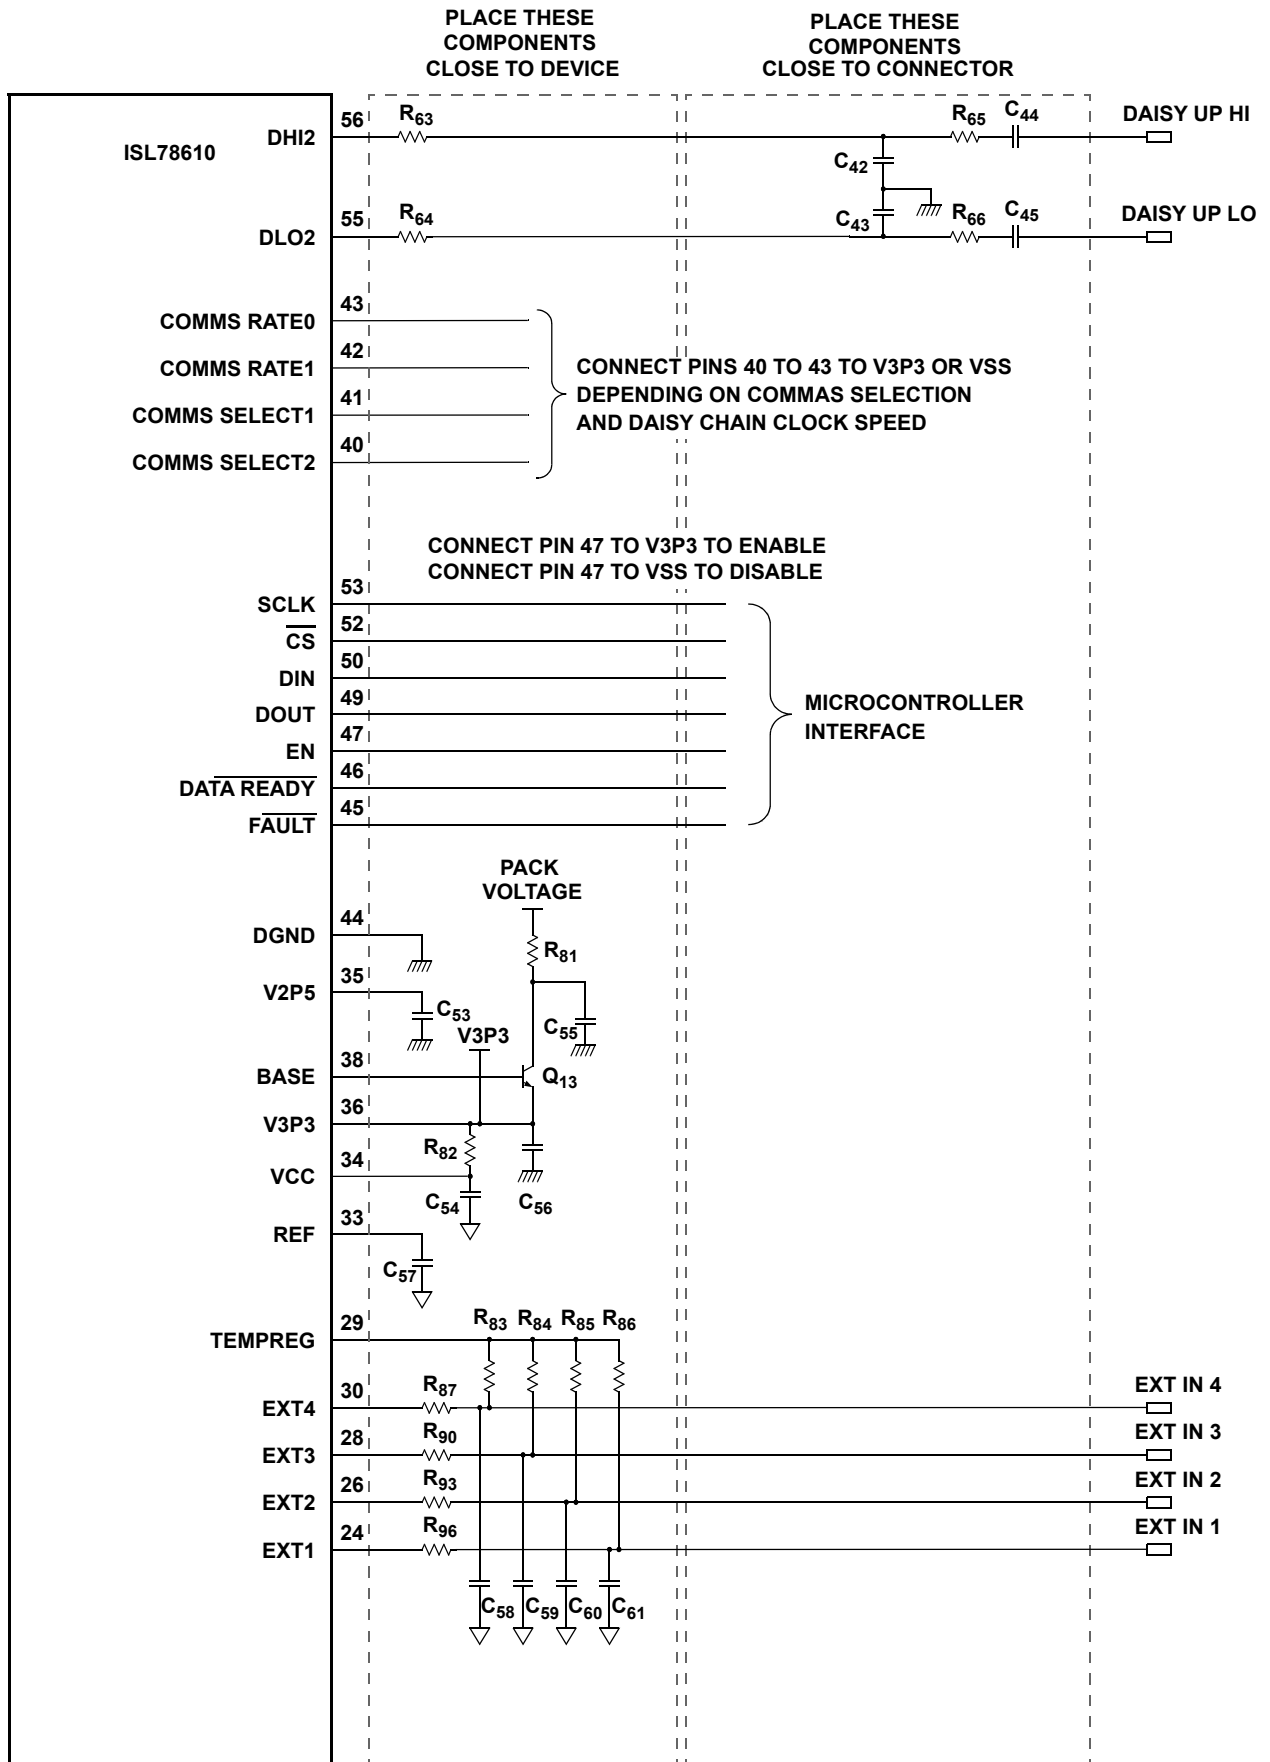 PLACE THESE
COMPONENTS
CLOSE TO DEVICE
PLACE THESE
COMPONENTS
CLOSE TO CONNECTOR
ISL78610
DHI2
56
R63
R65
C44
DAISY UP HI
C42
DLO2
55
R64
C43
R66
C45
DAISY UP LO
COMMS RATE0
43
COMMS RATE1
42
COMMS SELECT1
41
COMMS SELECT2
40
CONNECT PINS 40 TO 43 TO V3P3 OR VSS
DEPENDING ON COMMAS SELECTION
AND DAISY CHAIN CLOCK SPEED
CONNECT PIN 47 TO V3P3 TO ENABLE
CONNECT PIN 47 TO VSS TO DISABLE
SCLK
53
CS
52
DIN
50
DOUT
49
EN
47
DATA READY
46
FAULT
45
MICROCONTROLLER
INTERFACE
PACK
VOLTAGE
DGND
44
R81
V2P5
35
C53
V3P3
C55
BASE
38
Q13
V3P3
36
R82
VCC
34
C54
C56
REF
33
C57
TEMPREG
29
R83
R84
R85
R86
EXT4
30
R87
EXT IN 4
EXT3
28
R90
EXT IN 3
EXT2
26
R93
EXT IN 2
EXT1
24
R96
EXT IN 1
C58
C59
C60
C61